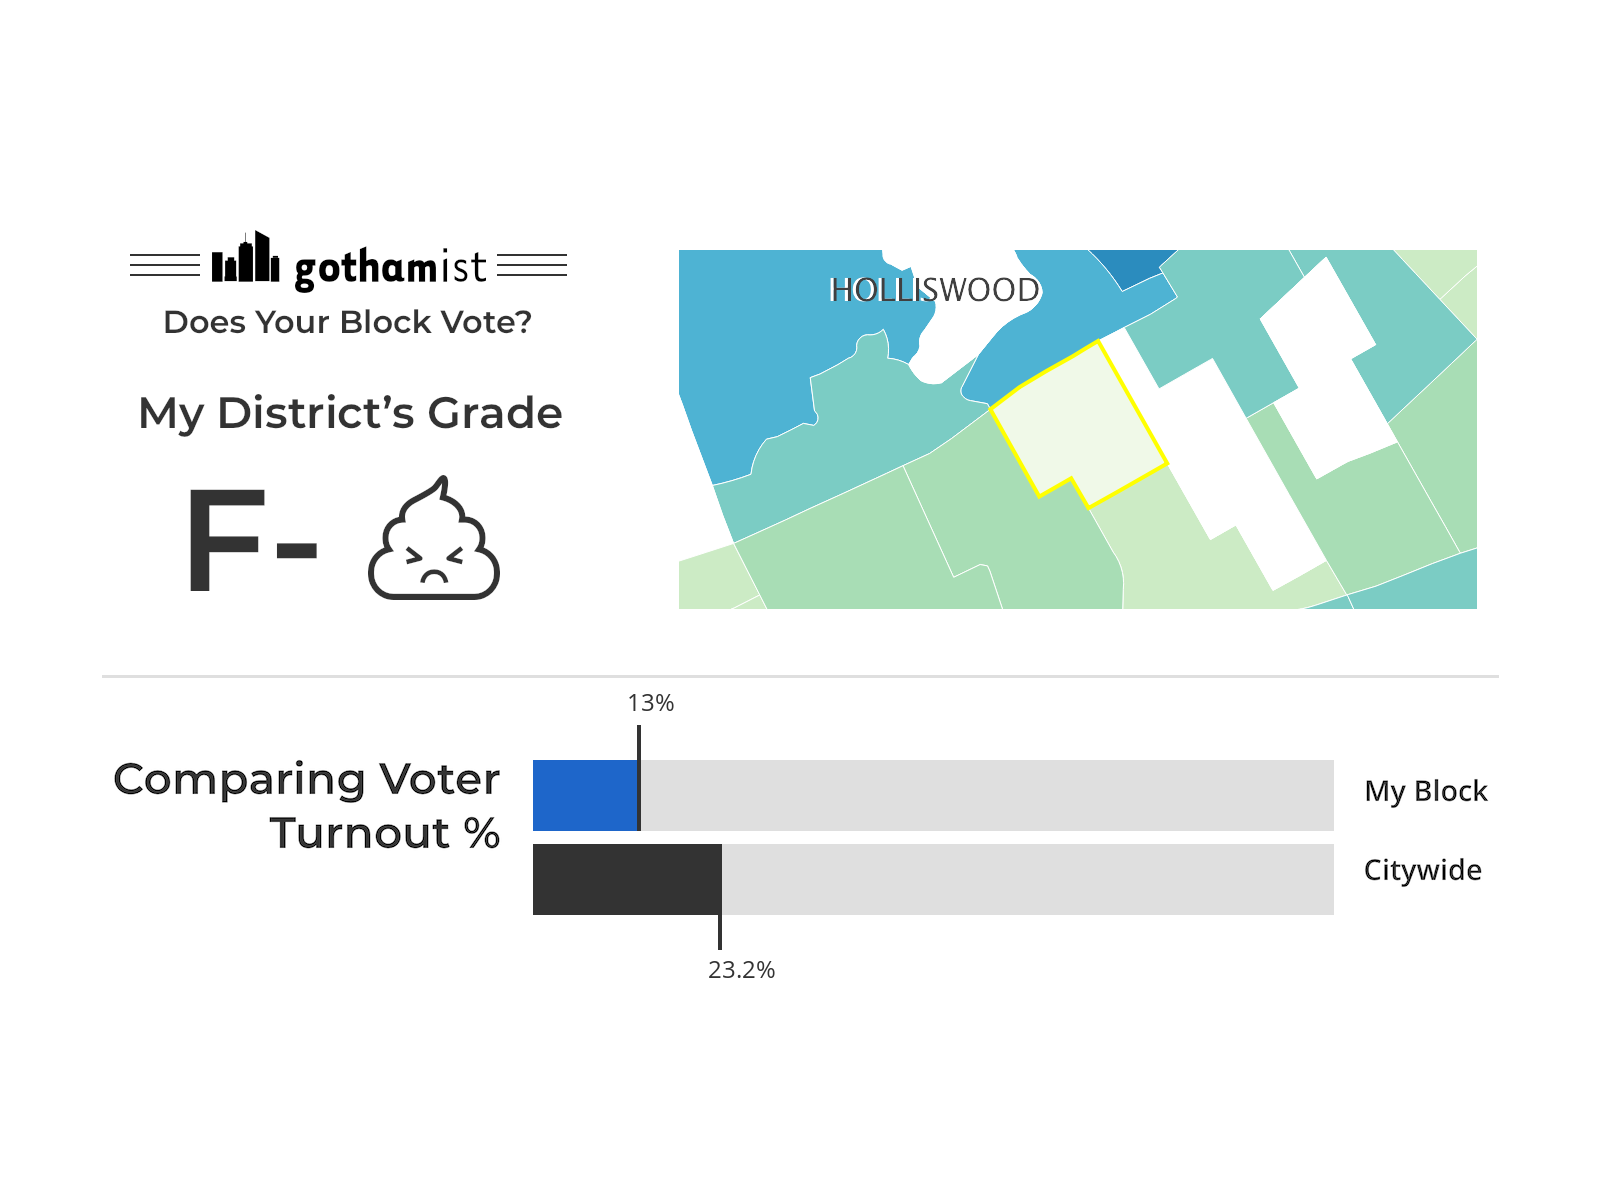 gothamist
Does Your Block Vote?
My District’s Grade
F-
HOLLISWOOD
13%
Comparing Voter
Turnout %
My Block
Citywide
23.2%